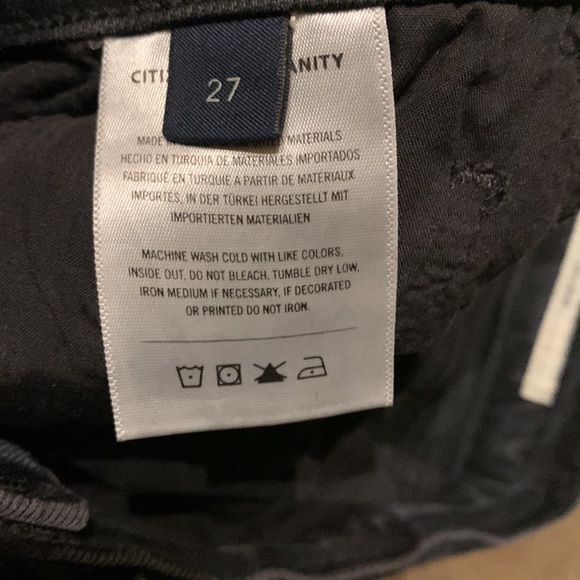 CITI ANITY
27
MADE MATERIALS
HECHO EN TURQUIA DE MATERIALES IMPORTADOS
FABRIQUÉ EN TURQUIE A PARTIR DE MATERIAUX
IMPORTÉS, IN DER TÜRKEI HERGESTELLT MIT
IMPORTIERTEN MATERIALIEN
MACHINE WASH COLD WITH LIKE COLORS,
INSIDE OUT, DO NOT BLEACH, TUMBLE DRY LOW,
IRON MEDIUM IF NECESSARY, IF DECORATED
OR PRINTED DO NOT IRON.